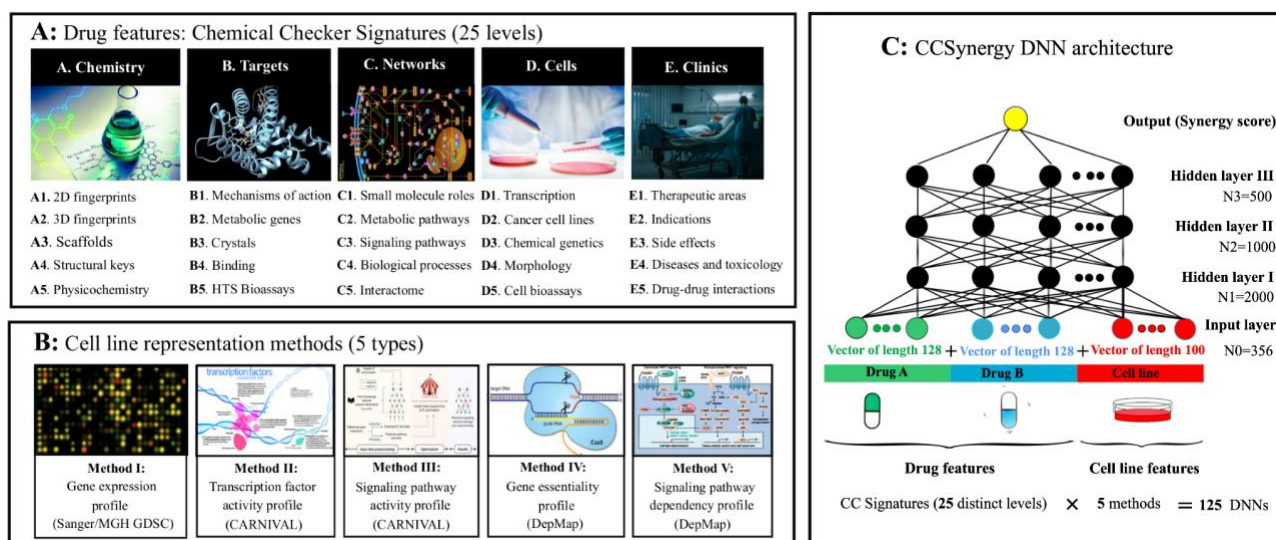 A: Drug features: Chemical Checker Signatures (25 levels)
A. Chemistry
A1. 2D fingerprints
A2. 3D fingerprints
A3. Scaffolds
A4. Structural keys
A5. Physicochemistry
B. Targets
B1. Mechanisms of action
B2. Metabolic genes
B3. Crystals
B4. Binding
B5. HTS Bioassays
C. Networks
C1. Small molecule roles
C2. Metabolic pathways
C3. Signaling pathways
C4. Biological processes
C5. Interactome
D. Cells
D1. Transcription
D2. Cancer cell lines
D3. Chemical genetics
D4. Morphology
D5. Cell bioassays
E. Clinics
E1. Therapeutic areas
E2. Indications
E3. Side effects
E4. Diseases and toxicology
E5. Drug-drug interactions
B: Cell line representation methods (5 types)
Method I:
Gene expression
profile
(Sanger/MGH GDSC)
transcription factors
Method II:
Transcription factor
activity profile
(CARNIVAL)
Method III:
Signaling pathway
activity profile
(CARNIVAL)
target DNA
guide RNA
Cas9
Method IV:
Gene essentiality
profile
(DepMap)
Method V:
Signaling pathway
dependency profile
(DepMap)
C: CCSynergy DNN architecture
Output (Synergy score)
Hidden layer III
N3=500
Hidden layer II
N2=1000
Hidden layer I
N1=2000
Input layer
N0=356
Vector of length 128 + Vector of length 128 + Vector of length 100
Drug A Drug B Cell line
Drug features Cell line features
CC Signatures (25 distinct levels) × 5 methods = 125 DNNs